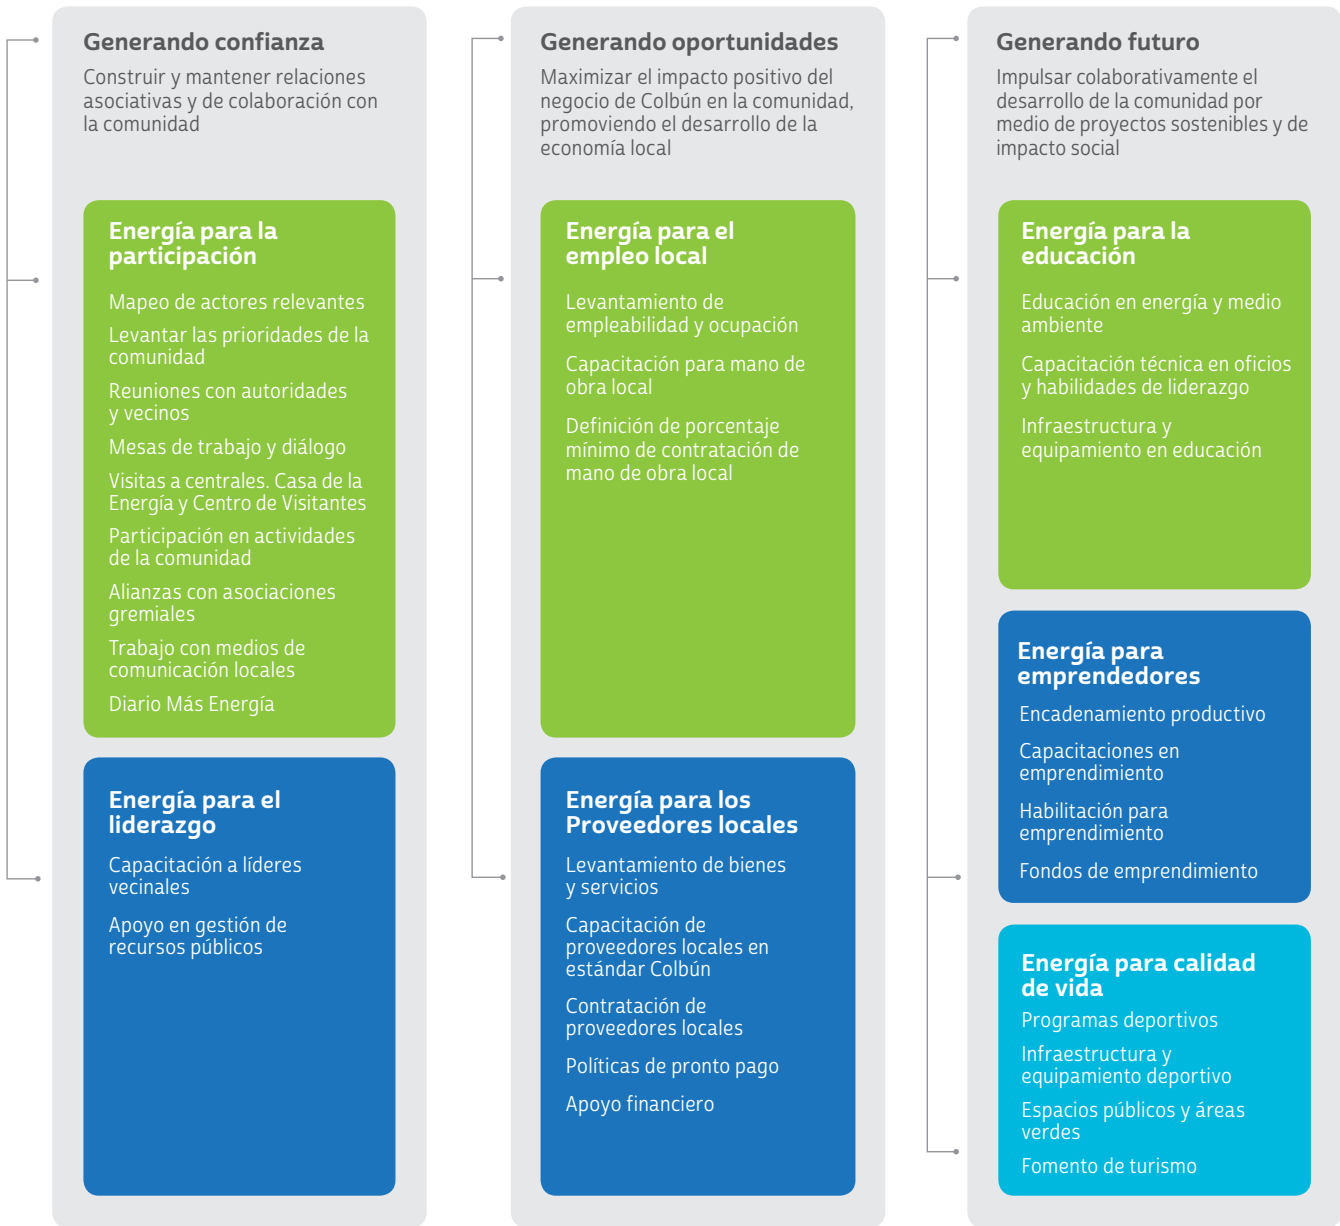 Generando confianza
Construir y mantener relaciones
asociativas y de colaboración con
la comunidad
Energía para la
participación
Mapeo de actores relevantes
Levantar las prioridades de la
comunidad
Reuniones con autoridades
y vecinos
Mesas de trabajo y diálogo
Visitas a centrales. Casa de la
Energía y Centro de Visitantes
Participación en actividades
de la comunidad
Alianzas con asociaciones
gremiales
Trabajo con medios de
comunicación locales
Diario Más Energía
Energía para el
liderazgo
Capacitación a líderes
vecinales
Apoyo en gestión de
recursos públicos
Generando oportunidades
Maximizar el impacto positivo del
negocio de Colbún en la comunidad,
promoviendo el desarrollo de la
economía local
Energía para el
empleo local
Levantamiento de
empleabilidad y ocupación
Capacitación para mano de
obra local
Definición de porcentaje
mínimo de contratación de
mano de obra local
Energía para los
Proveedores locales
Levantamiento de bienes
y servicios
Capacitación de
proveedores locales en
estándar Colbún
Contratación de
proveedores locales
Políticas de pronto pago
Apoyo financiero
Generando futuro
Impulsar colaborativamente el
desarrollo de la comunidad por
medio de proyectos sostenibles y de
impacto social
Energía para la
educación
Educación en energía y medio
ambiente
Capacitación técnica en oficios
y habilidades de liderazgo
Infraestructura y
equipamiento en educación
Energía para
emprendedores
Encadenamiento productivo
Capacitaciones en
emprendimiento
Habilitación para
emprendimiento
Fondos de emprendimiento
Energía para calidad
de vida
Programas deportivos
Infraestructura y
equipamiento deportivo
Espacios públicos y áreas
verdes
Fomento de turismo